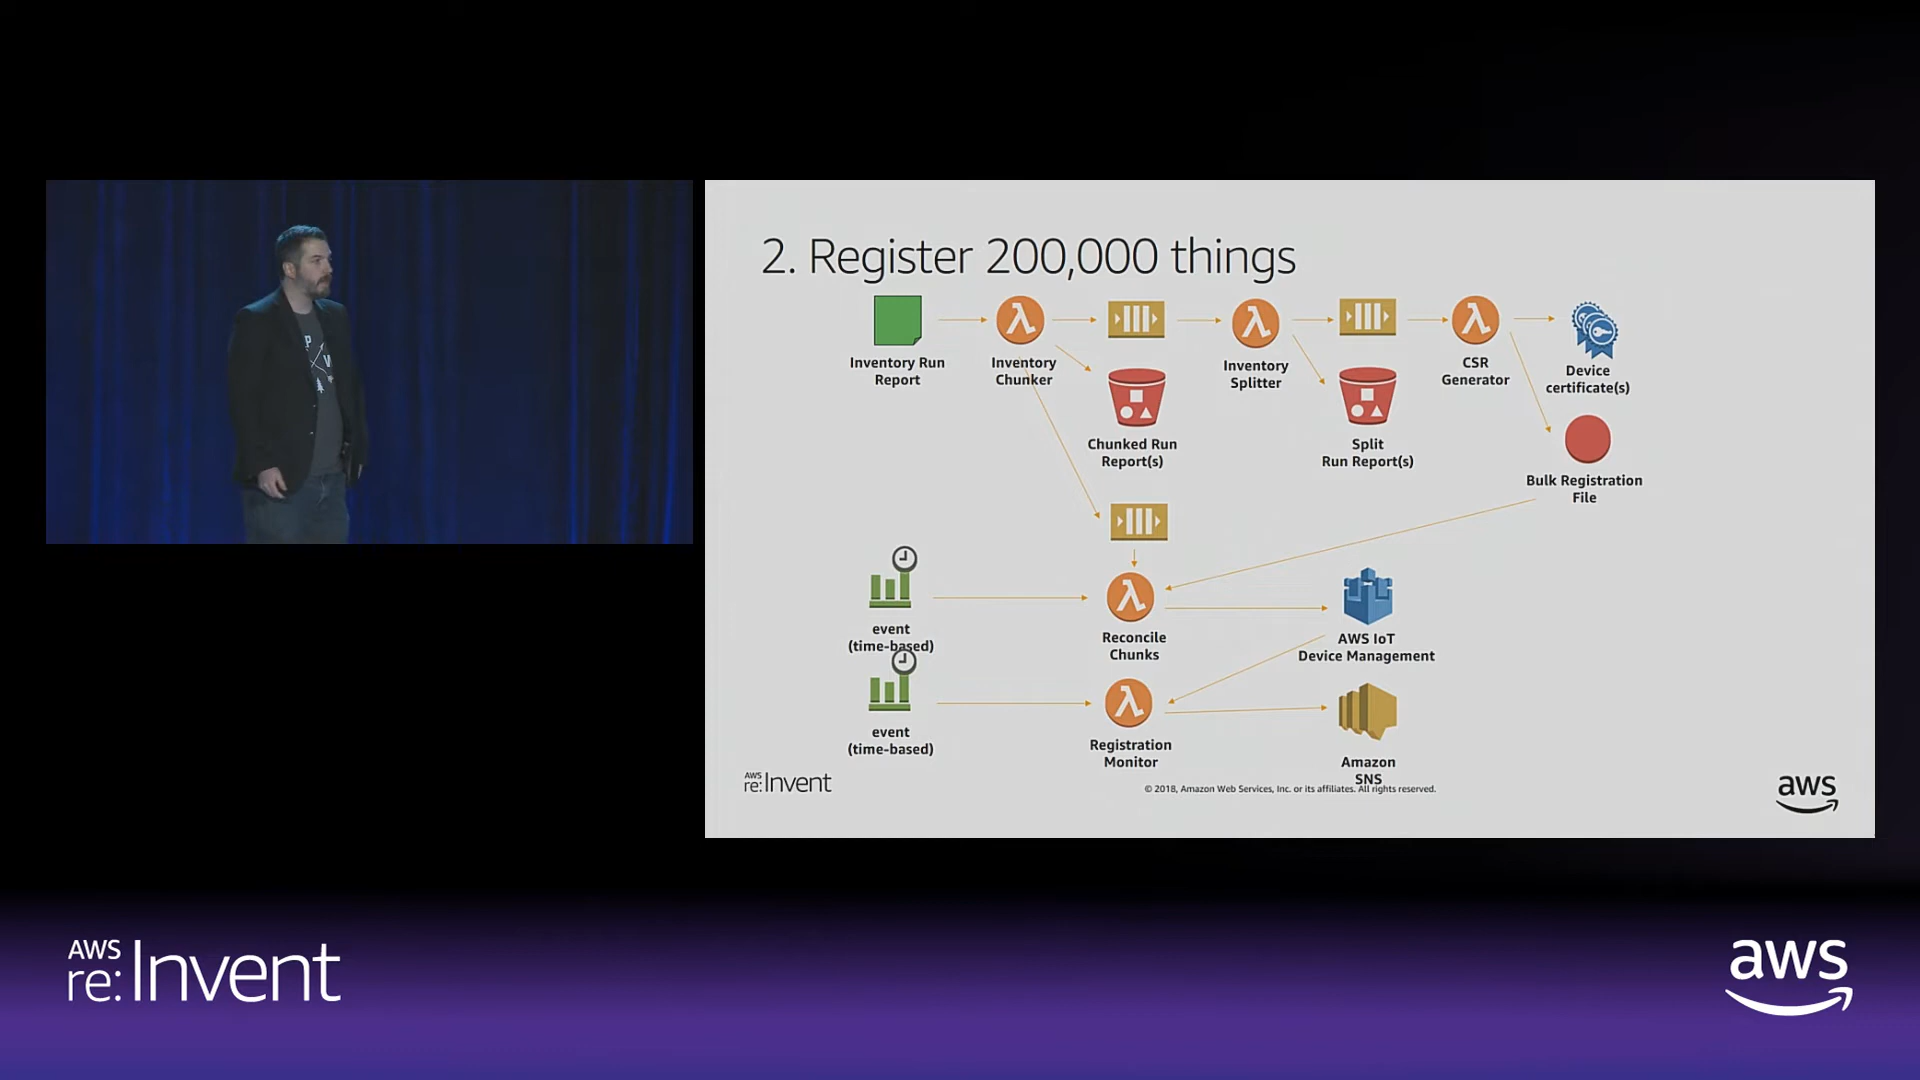 2. Register 200,000 things
Inventory Run
Report
Inventory
Chunker
Inventory
Splitter
CSR
Generator
Device
certificate(s)
Chunked Run
Report(s)
Split
Run Report(s)
Bulk Registration
File
event
(time-based)
Reconcile
Chunks
AWS IoT
Device Management
event
(time-based)
Registration
Monitor
Amazon
SNS
AWS
re:Invent
© 2018, Amazon Web Services, Inc. or its affiliates. All rights reserved.
aws
AWS
re:Invent
aws